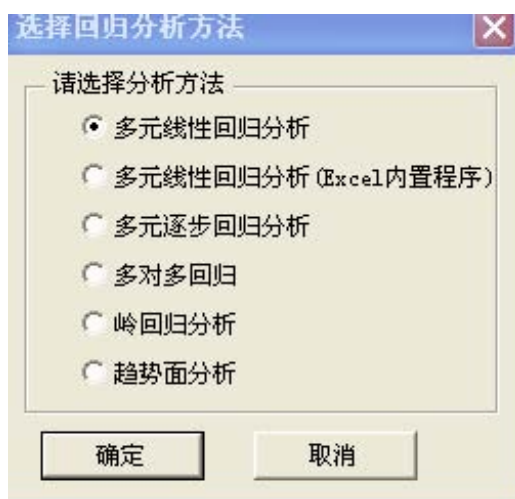 选择回归分析方法
请选择分析方法
多元线性回归分析
多元线性回归分析(Excel内置程序)
多元逐步回归分析
多对多回归
岭回归分析
趋势面分析
确定
取消